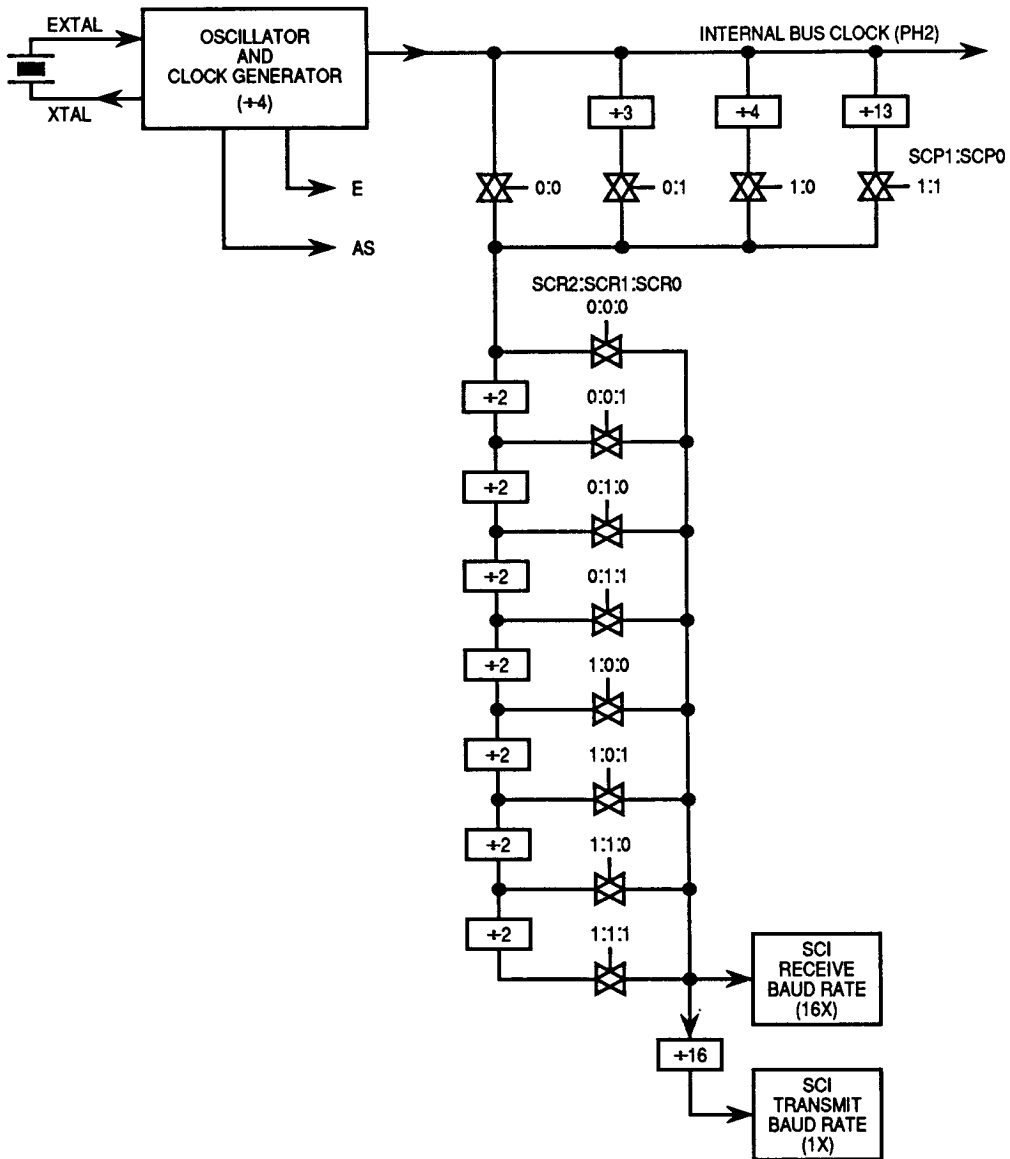 EXTAL
XTAL
OSCILLATOR
AND
CLOCK GENERATOR
(÷4)
INTERNAL BUS CLOCK (PH2)
÷3
÷4
÷13
SCP1:SCP0
0:0
0:1
1:0
1:1
E
AS
SCR2:SCR1:SCR0
0:0:0
÷2
0:0:1
÷2
0:1:0
÷2
0:1:1
÷2
1:0:0
÷2
1:0:1
÷2
1:1:0
÷2
1:1:1
SCI
RECEIVE
BAUD RATE
(16X)
÷16
SCI
TRANSMIT
BAUD RATE
(1X)